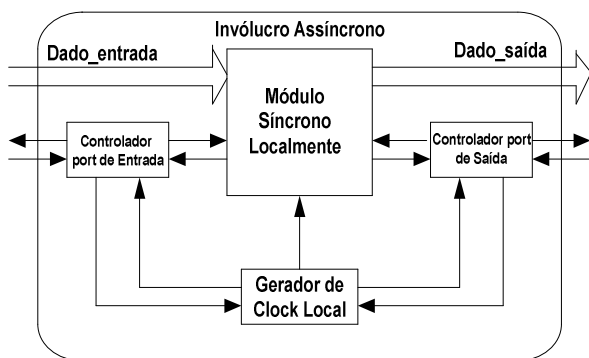 Invólucro Assíncrono
Dado_entrada
Dado_saída
Módulo
Síncrono
Localmente
Controlador
port de Entrada
Controlador port
de Saída
Gerador de
Clock Local